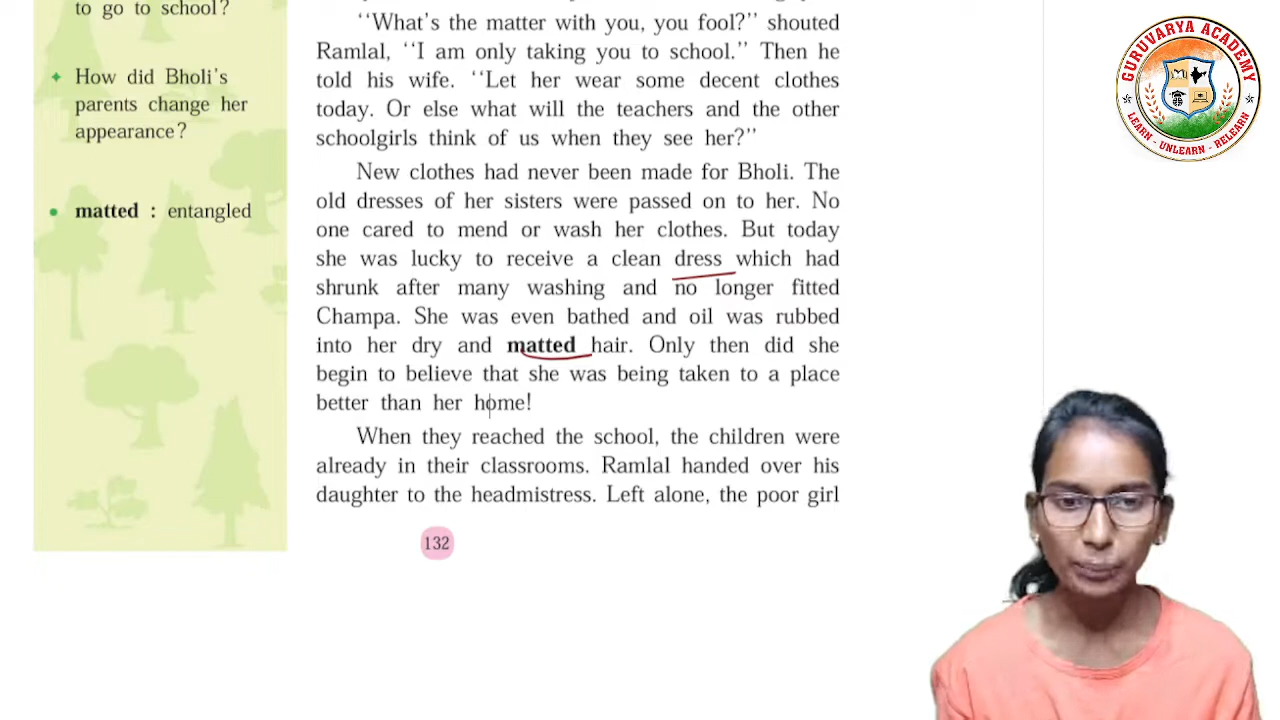 to go to school?
✦ How did Bholi's
parents change her
appearance?
• matted : entangled
‘‘What's the matter with you, you fool?’’ shouted
Ramlal, ‘‘I am only taking you to school.’’ Then he
told his wife. ‘‘Let her wear some decent clothes
today. Or else what will the teachers and the other
schoolgirls think of us when they see her?’’
New clothes had never been made for Bholi. The
old dresses of her sisters were passed on to her. No
one cared to mend or wash her clothes. But today
she was lucky to receive a clean dress which had
shrunk after many washing and no longer fitted
Champa. She was even bathed and oil was rubbed
into her dry and matted hair. Only then did she
begin to believe that she was being taken to a place
better than her home!
When they reached the school, the children were
already in their classrooms. Ramlal handed over his
daughter to the headmistress. Left alone, the poor girl
132
GURUVARYA ACADEMY
LEARN - UNLEARN - RELEARN